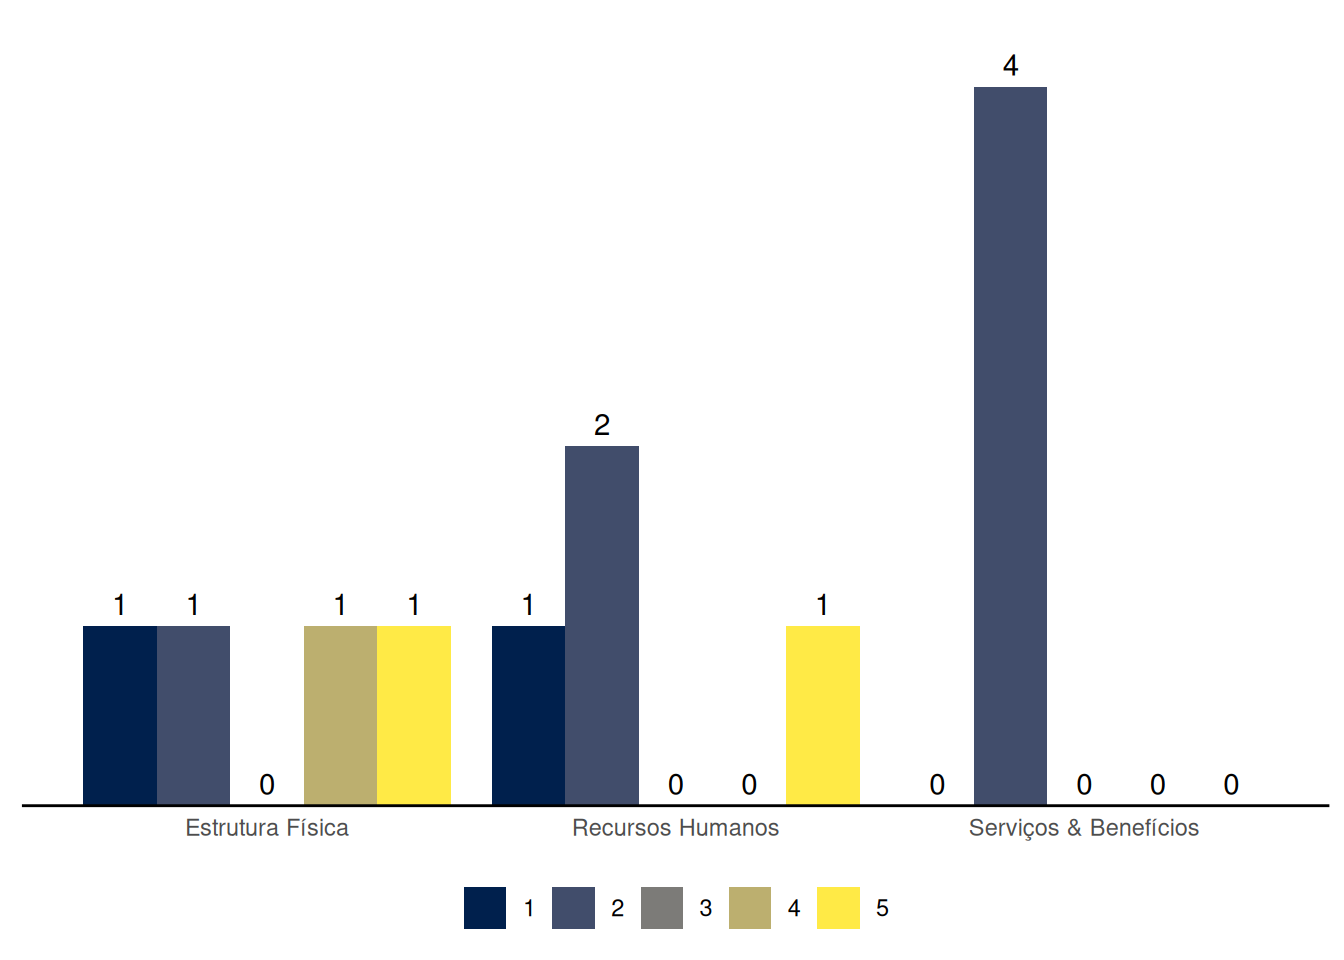 4
2
1 1 1 1 1 1
0 0 0 0 0 0 0
Estrutura Física Recursos Humanos Serviços & Benefícios
1 2 3 4 5